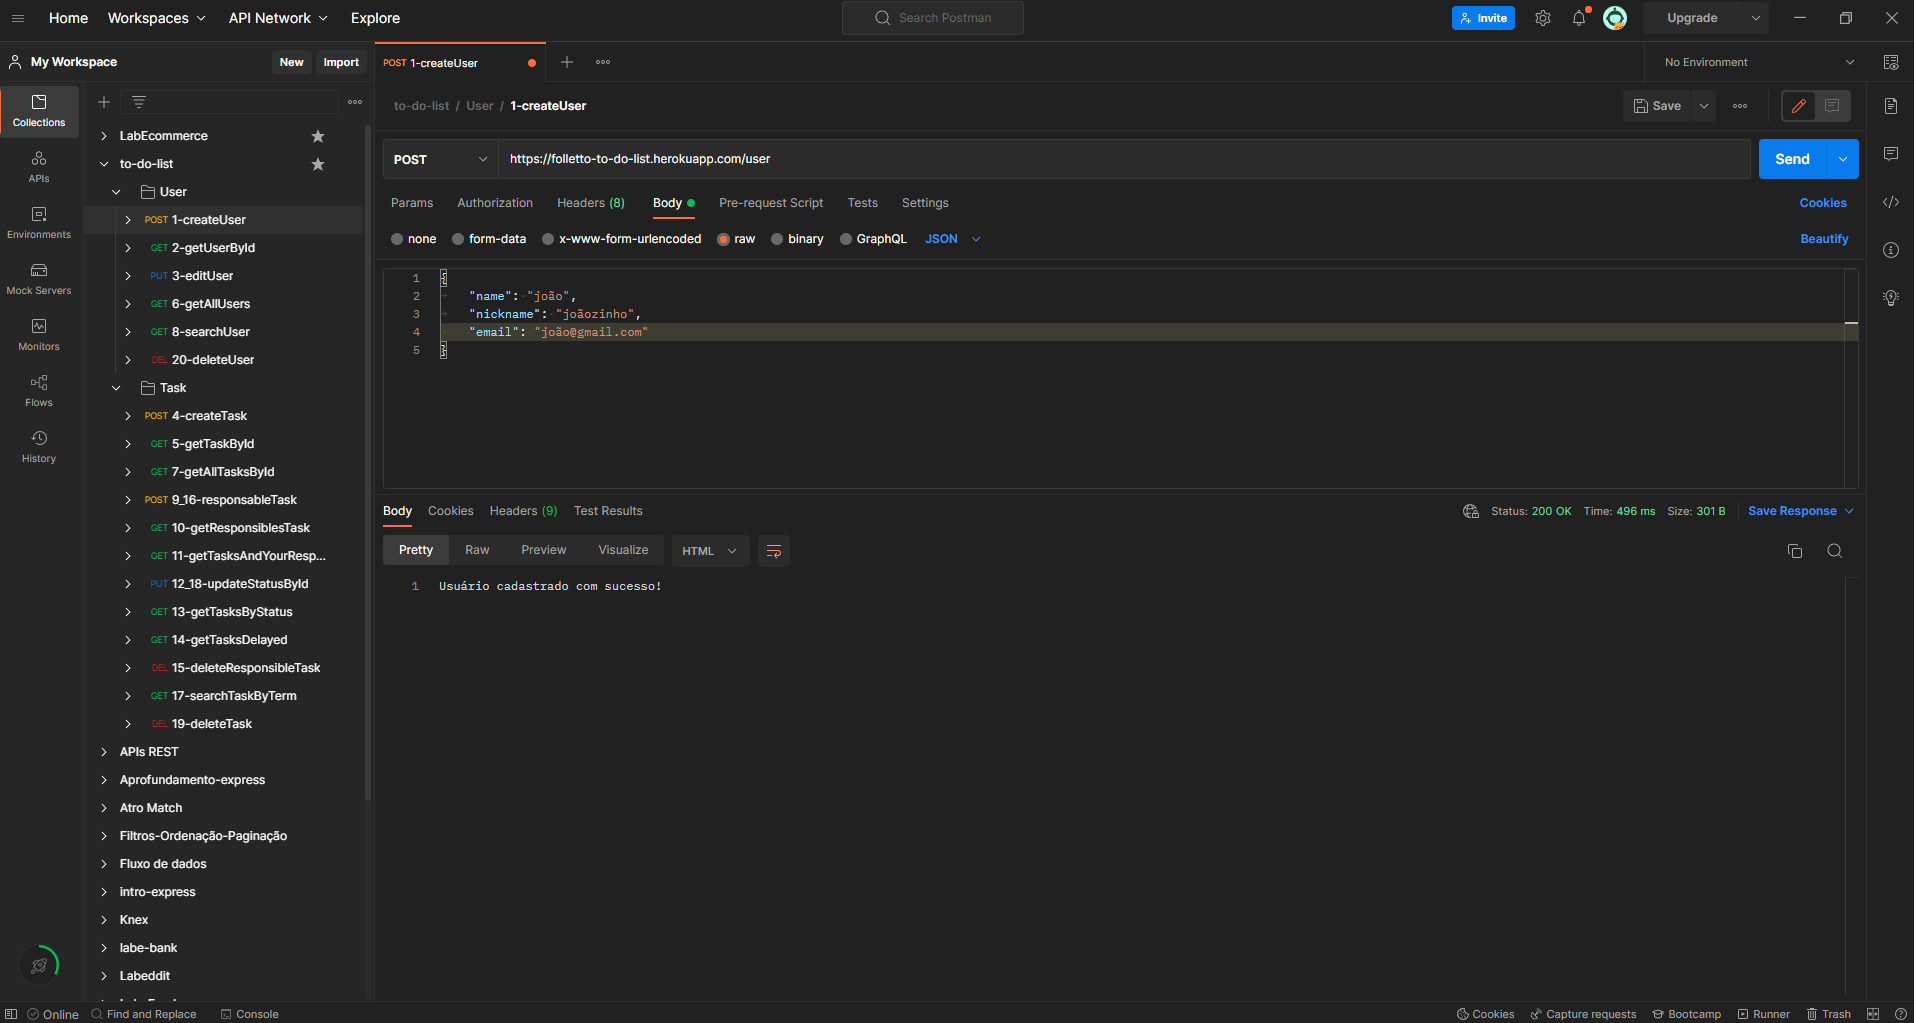 Home Workspaces API Network Explore Search Postman Invite Upgrade
My Workspace New Import POST 1-createUser No Environment
Collections
APIs
Environments
Mock Servers
Monitors
Flows
History
LabEcommerce
to-do-list
User
POST 1-createUser
GET 2-getUserById
PUT 3-editUser
GET 6-getAllUsers
GET 8-searchUser
DEL 20-deleteUser
Task
POST 4-createTask
GET 5-getTaskById
GET 7-getAllTasksById
POST 9_16-responsableTask
GET 10-getResponsiblesTask
GET 11-getTasksAndYourResp...
PUT 12_18-updateStatusById
GET 13-getTasksByStatus
GET 14-getTasksDelayed
DEL 15-deleteResponsibleTask
GET 17-searchTaskByTerm
DEL 19-deleteTask
APIs REST
Aprofundamento-express
Atro Match
Filtros-Ordenação-Paginação
Fluxo de dados
intro-express
Knex
labe-bank
Labeddit
to-do-list / User / 1-createUser Save
POST https://folletto-to-do-list.herokuapp.com/user Send
Params Authorization Headers (8) Body Pre-request Script Tests Settings Cookies
none form-data x-www-form-urlencoded raw binary GraphQL JSON Beautify
1 {
2 "name": "joão",
3 "nickname": "joãozinho",
4 "email": "joão@gmail.com"
5 }
Body Cookies Headers (9) Test Results Status: 200 OK Time: 496 ms Size: 301 B Save Response
Pretty Raw Preview Visualize HTML
1 Usuário cadastrado com sucesso!
Online Find and Replace Console Cookies Capture requests Bootcamp Runner Trash